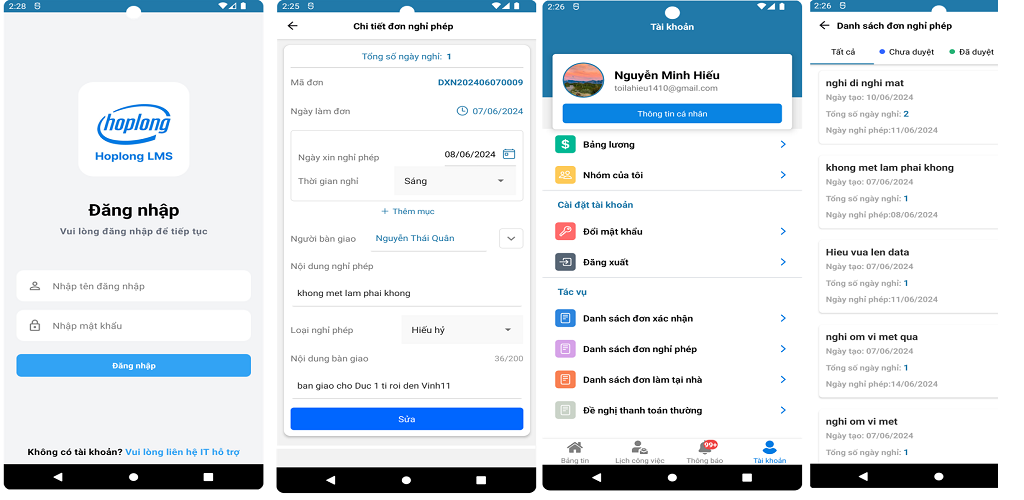 2:28
hoplong
Hoplong LMS
Đăng nhập
Vui lòng đăng nhập để tiếp tục
Nhập tên đăng nhập
Nhập mật khẩu
Đăng nhập
Không có tài khoản? Vui lòng liên hệ IT hỗ trợ
2:25
Chi tiết đơn nghỉ phép
Tổng số ngày nghỉ: 1
Mã đơn DXN202406070009
Ngày làm đơn 07/06/2024
Ngày xin nghỉ phép 08/06/2024
Thời gian nghỉ Sáng
+ Thêm mục
Người bàn giao Nguyễn Thái Quân
Nội dung nghỉ phép
khong met lam phai khong
Loại nghỉ phép Hiếu hỷ
Nội dung bàn giao 36/200
ban giao cho Duc 1 ti roi den Vinh11
Sửa
2:26
Tài khoản
Nguyễn Minh Hiếu
toilahieu1410@gmail.com
Thông tin cá nhân
Bảng lương
Nhóm của tôi
Cài đặt tài khoản
Đổi mật khẩu
Đăng xuất
Tác vụ
Danh sách đơn xác nhận
Danh sách đơn nghỉ phép
Danh sách đơn làm tại nhà
Đề nghị thanh toán thường
99+
Bảng tin Lịch công việc Thông báo Tài khoản
2:26
Danh sách đơn nghỉ phép
Tất cả Chưa duyệt Đã duyệt
nghi di nghi mat
Ngày tạo: 10/06/2024
Tổng số ngày nghỉ: 2
Ngày nghỉ phép:11/06/2024
khong met lam phai khong
Ngày tạo: 07/06/2024
Tổng số ngày nghỉ: 1
Ngày nghỉ phép:08/06/2024
Hieu vua len data
Ngày tạo: 07/06/2024
Tổng số ngày nghỉ: 1
Ngày nghỉ phép:11/06/2024
nghi om vi met qua
Ngày tạo: 07/06/2024
Tổng số ngày nghỉ: 1
Ngày nghỉ phép:14/06/2024
nghi om vi met
Ngày tạo: 07/06/2024
Tổng số ngày nghỉ: 1